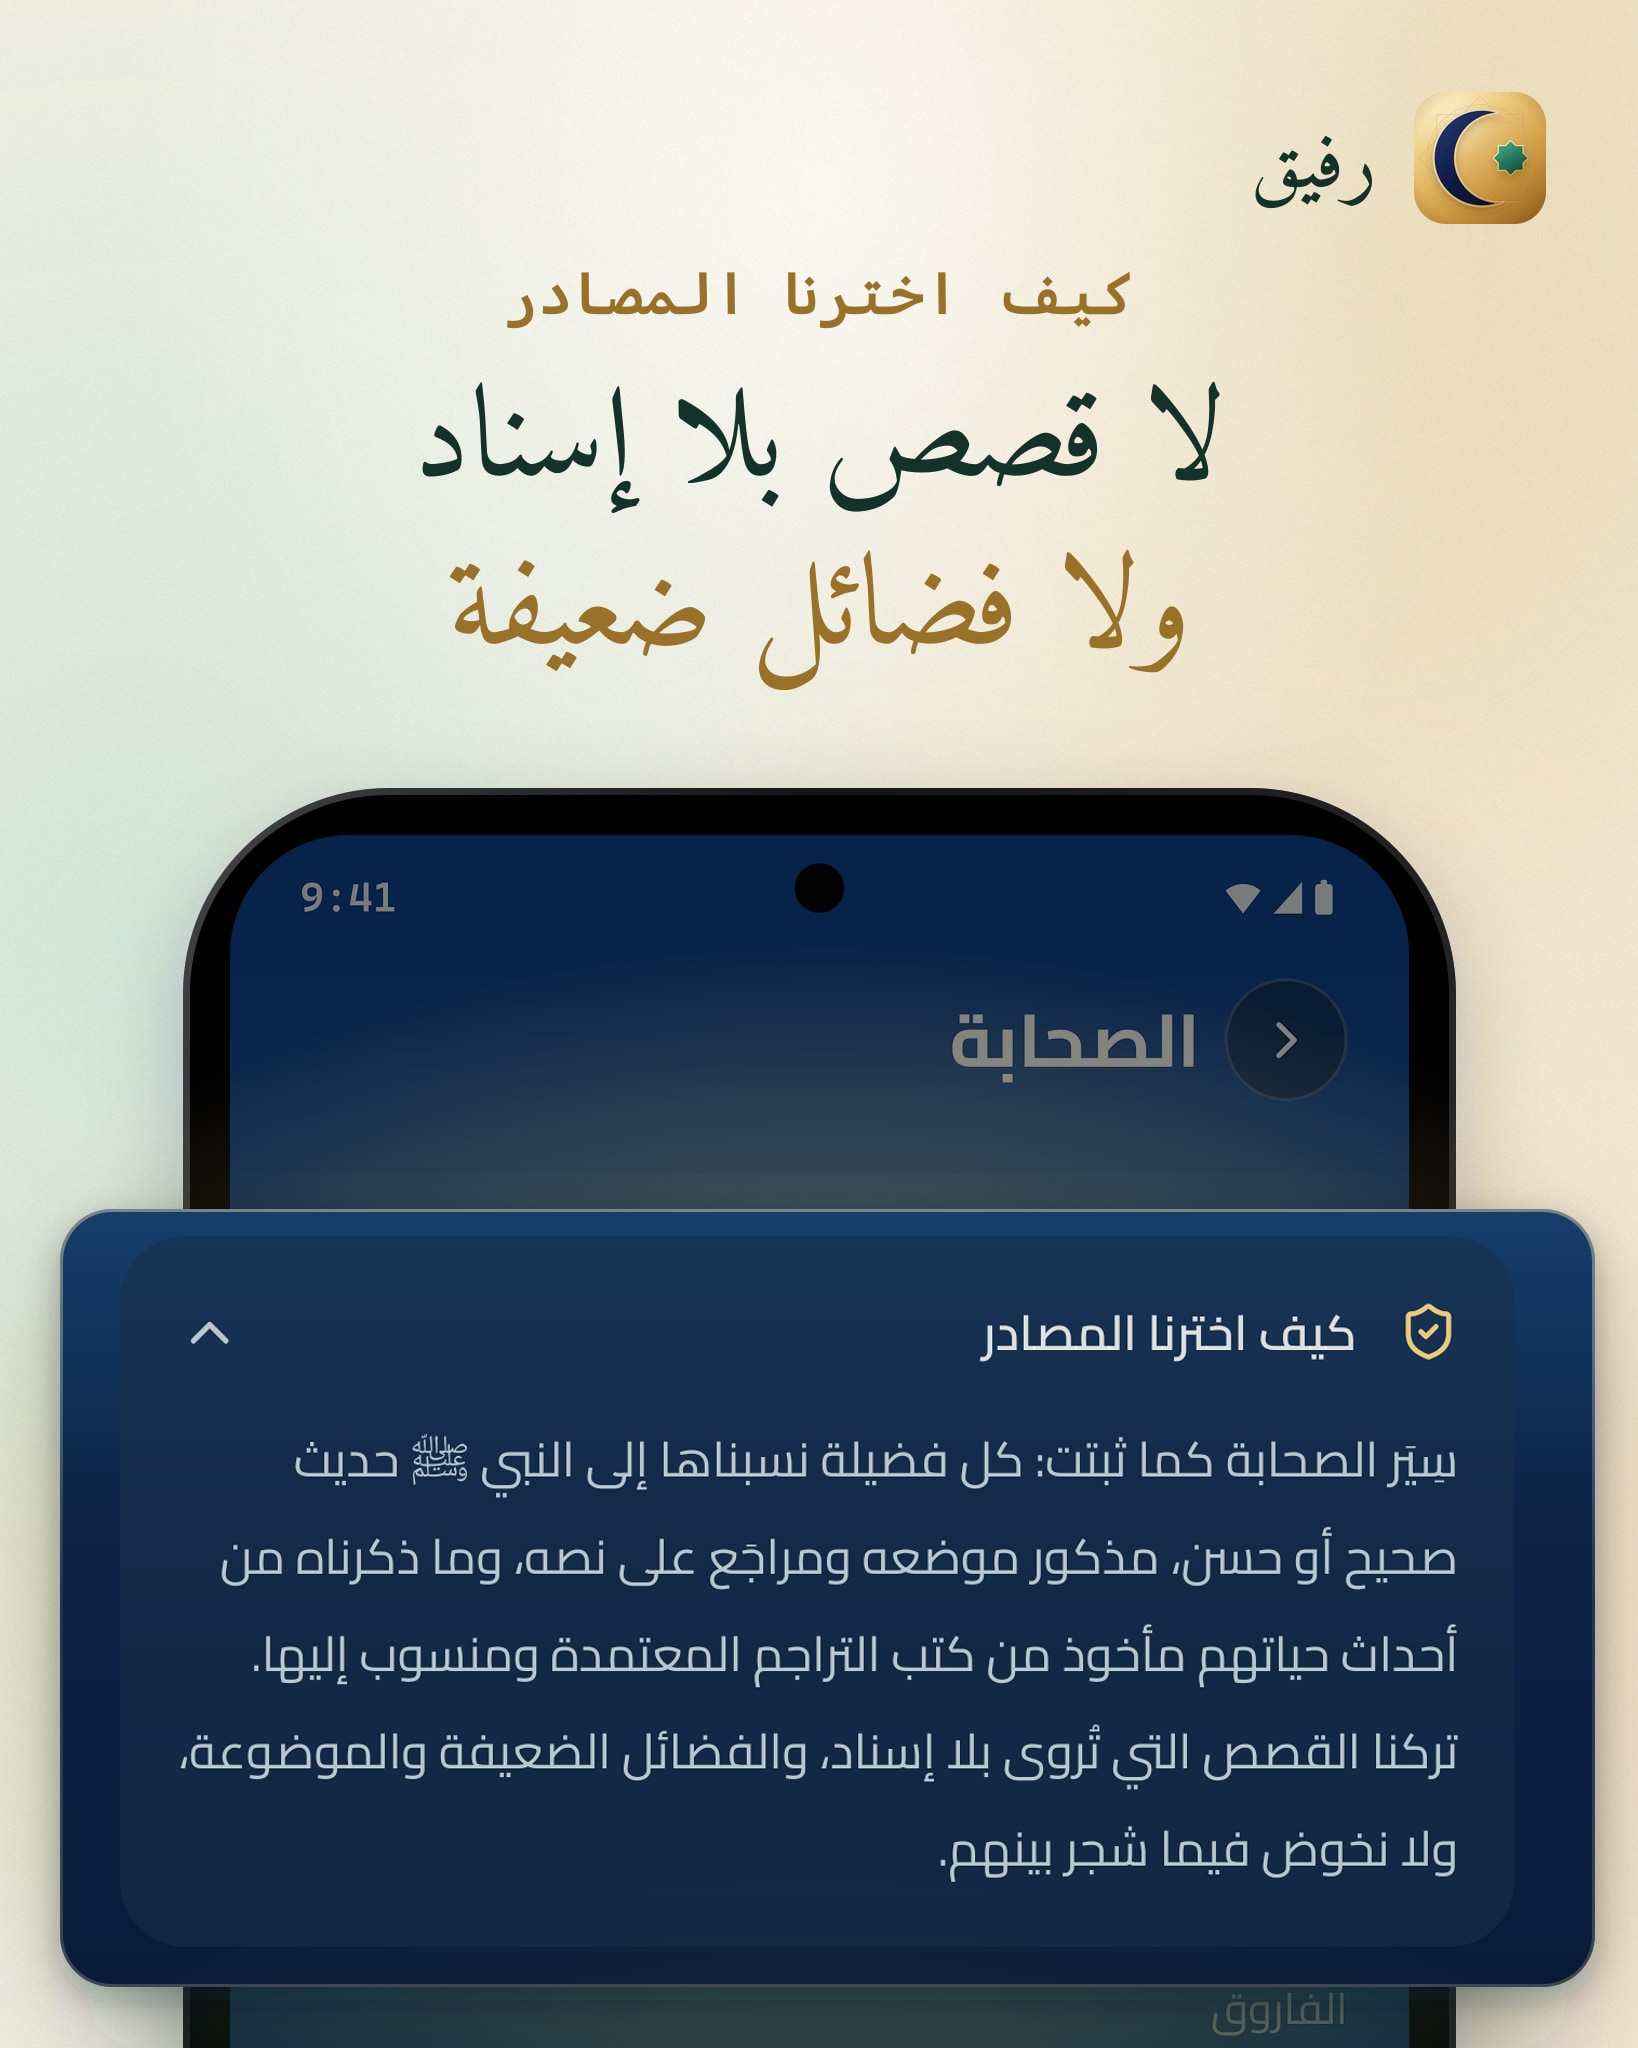 رفيق
كيف اخترنا المصادر
لا قصص بلا إسناد
ولا فضائل ضعيفة
9:41
الصحابة
كيف اخترنا المصادر
سِيَر الصحابة كما ثبتت: كل فضيلة نسبناها إلى النبي ﷺ حديث
صحيح أو حسن، مذكور موضعه ومراجَع على نصه، وما ذكرناه من
أحداث حياتهم مأخوذ من كتب التراجم المعتمدة ومنسوب إليها.
تركنا القصص التي تُروى بلا إسناد، والفضائل الضعيفة والموضوعة،
ولا نخوض فيما شجر بينهم.
الفاروق